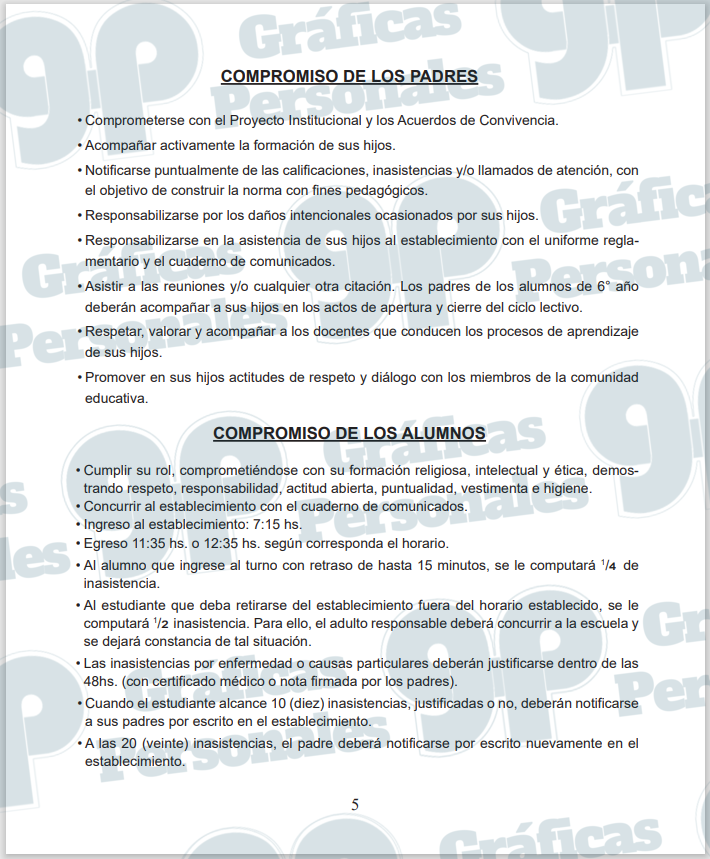 COMPROMISO DE LOS PADRES
• Comprometerse con el Proyecto Institucional y los Acuerdos de Convivencia.
• Acompañar activamente la formación de sus hijos.
• Notificarse puntualmente de las calificaciones, inasistencias y/o llamados de atención, con
el objetivo de construir la norma con fines pedagógicos.
• Responsabilizarse por los daños intencionales ocasionados por sus hijos.
• Responsabilizarse en la asistencia de sus hijos al establecimiento con el uniforme regla-
mentario y el cuaderno de comunicados.
• Asistir a las reuniones y/o cualquier otra citación. Los padres de los alumnos de 6° año
deberán acompañar a sus hijos en los actos de apertura y cierre del ciclo lectivo.
• Respetar, valorar y acompañar a los docentes que conducen los procesos de aprendizaje
de sus hijos.
• Promover en sus hijos actitudes de respeto y diálogo con los miembros de la comunidad
educativa.
COMPROMISO DE LOS ALUMNOS
• Cumplir su rol, comprometiéndose con su formación religiosa, intelectual y ética, demos-
trando respeto, responsabilidad, actitud abierta, puntualidad, vestimenta e higiene.
• Concurrir al establecimiento con el cuaderno de comunicados.
• Ingreso al establecimiento: 7:15 hs.
• Egreso 11:35 hs. o 12:35 hs. según corresponda el horario.
• Al alumno que ingrese al turno con retraso de hasta 15 minutos, se le computará 1/4 de
inasistencia.
• Al estudiante que deba retirarse del establecimiento fuera del horario establecido, se le
computará 1/2 inasistencia. Para ello, el adulto responsable deberá concurrir a la escuela y
se dejará constancia de tal situación.
• Las inasistencias por enfermedad o causas particulares deberán justificarse dentro de las
48hs. (con certificado médico o nota firmada por los padres).
• Cuando el estudiante alcance 10 (diez) inasistencias, justificadas o no, deberán notificarse
a sus padres por escrito en el establecimiento.
• A las 20 (veinte) inasistencias, el padre deberá notificarse por escrito nuevamente en el
establecimiento.
5
gp Gráficas
Personales